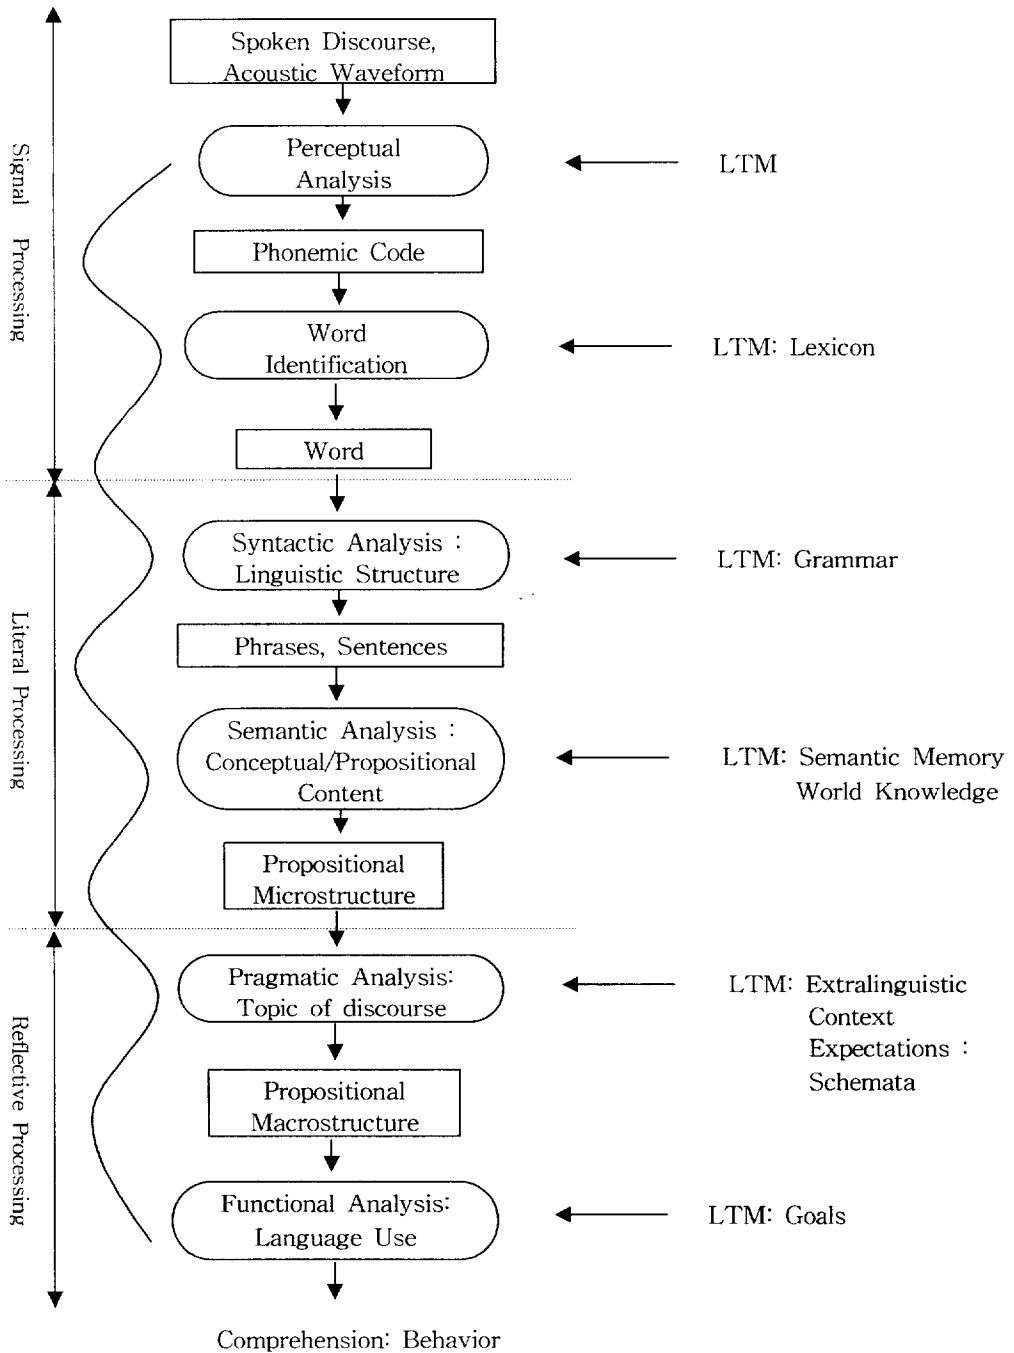 Spoken Discourse,
Acoustic Waveform
Signal Processing
Perceptual
Analysis
LTM
Phonemic Code
Word
Identification
LTM: Lexicon
Word
Literal Processing
Syntactic Analysis :
Linguistic Structure
LTM: Grammar
Phrases, Sentences
Semantic Analysis :
Conceptual/Propositional
Content
LTM: Semantic Memory
World Knowledge
Propositional
Microstructure
Reflective Processing
Pragmatic Analysis:
Topic of discourse
LTM: Extralinguistic
Context
Expectations :
Schemata
Propositional
Macrostructure
Functional Analysis:
Language Use
LTM: Goals
Comprehension: Behavior